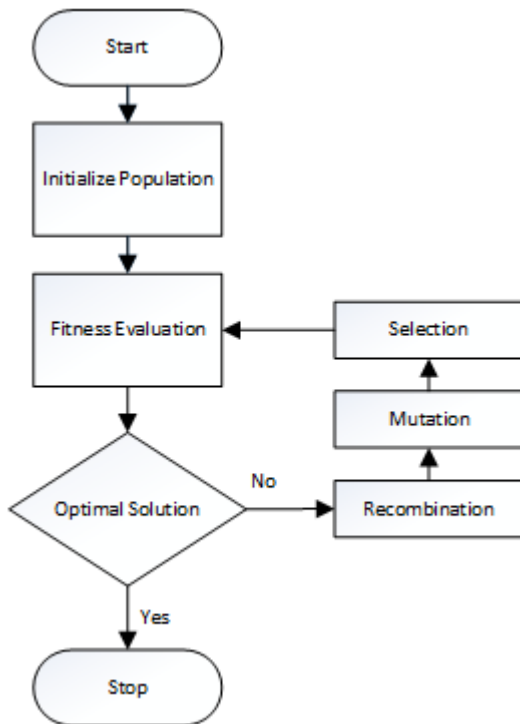 Start
Initialize Population
Fitness Evaluation
Selection
Mutation
Optimal Solution
No
Recombination
Yes
Stop